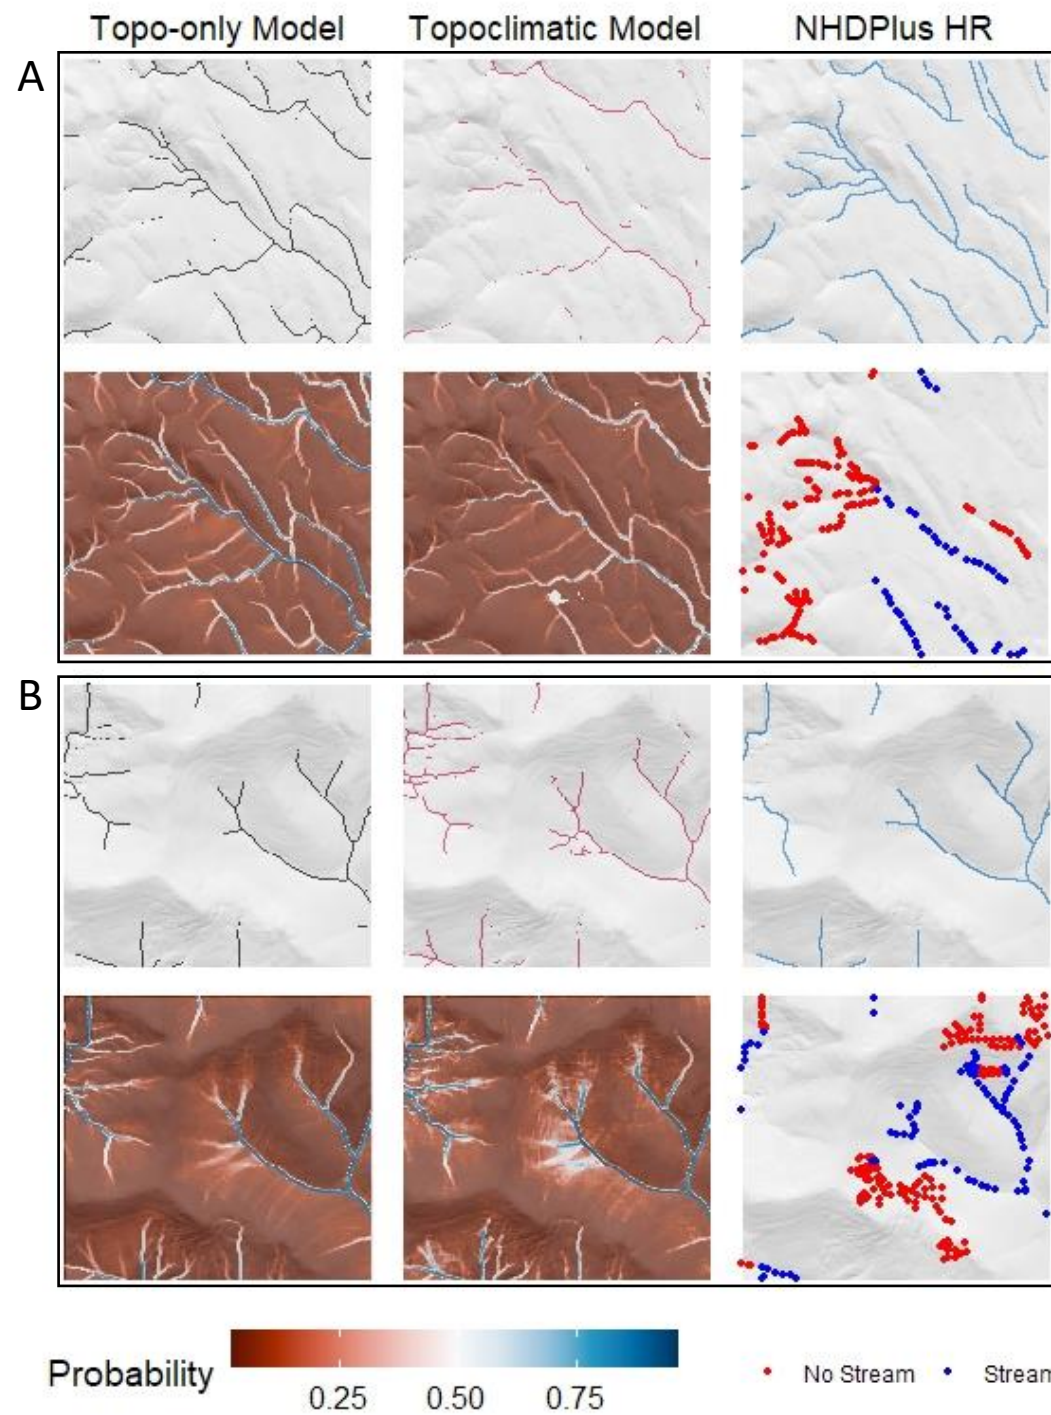 Topo-only Model Topoclimatic Model NHDPlus HR
A
B
Probability
0.25 0.50 0.75
No Stream Stream